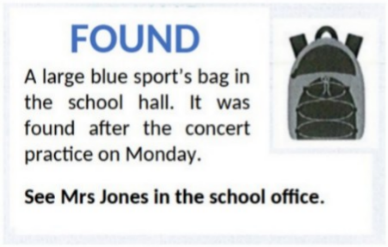 FOUND
A large blue sport's bag in
the school hall. It was
found after the concert
practice on Monday.
See Mrs Jones in the school office.